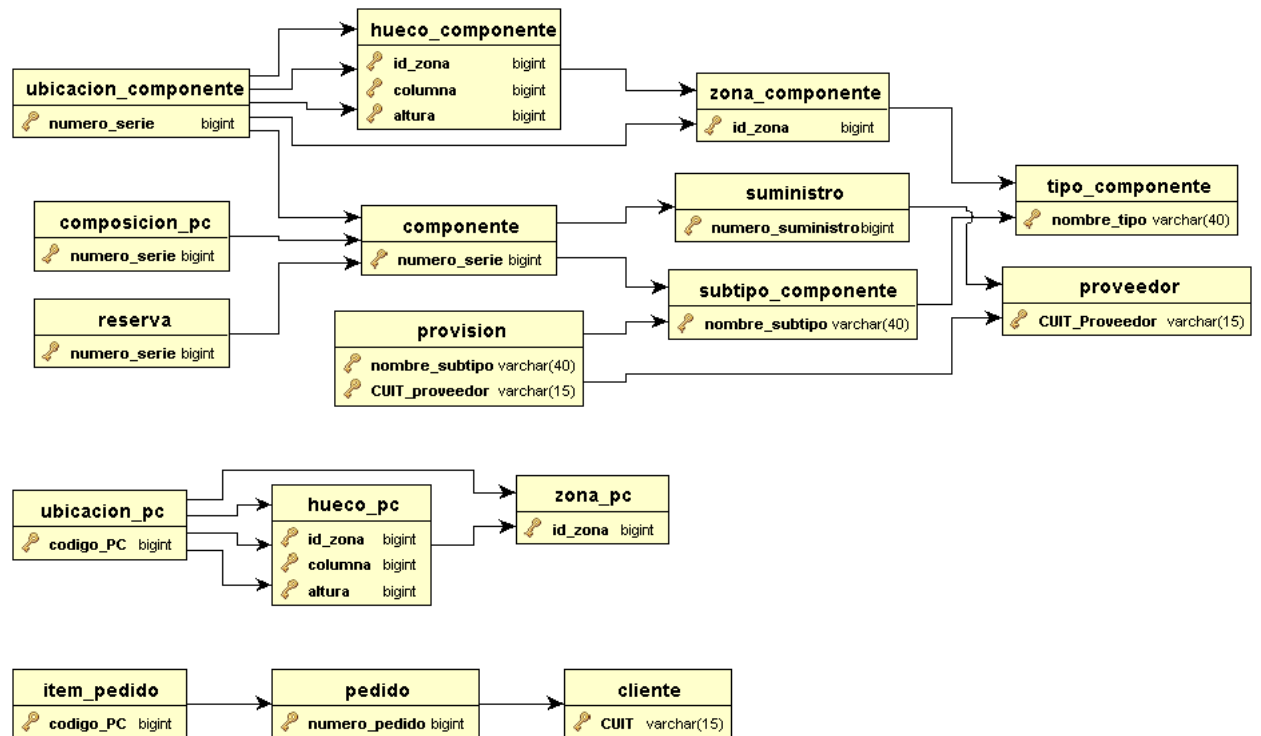 hueco_componente
id_zona bigint
columna bigint
altura bigint
ubicacion_componente
numero_serie bigint
zona_componente
id_zona bigint
tipo_componente
nombre_tipo varchar(40)
suministro
numero_suministro bigint
composicion_pc
numero_serie bigint
componente
numero_serie bigint
subtipo_componente
nombre_subtipo varchar(40)
proveedor
CUIT_Proveedor varchar(15)
reserva
numero_serie bigint
provision
nombre_subtipo varchar(40)
CUIT_proveedor varchar(15)
ubicacion_pc
codigo_PC bigint
hueco_pc
id_zona bigint
columna bigint
altura bigint
zona_pc
id_zona bigint
item_pedido
codigo_PC bigint
pedido
numero_pedido bigint
cliente
CUIT varchar(15)